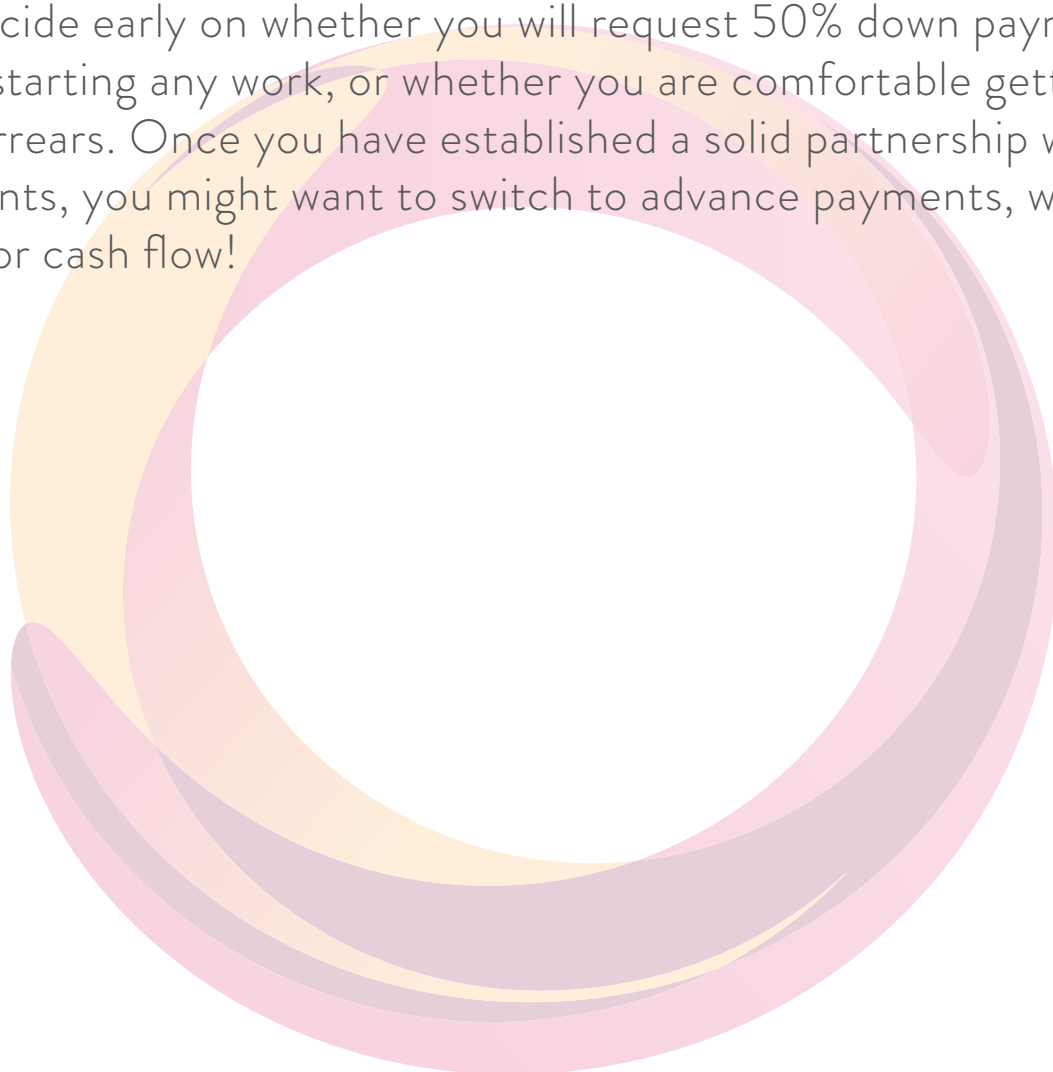 cide early on whether you will request 50% down payr
starting any work, or whether you are comfortable gett
rrears. Once you have established a solid partnership w
nts, you might want to switch to advance payments, w
or cash flow!